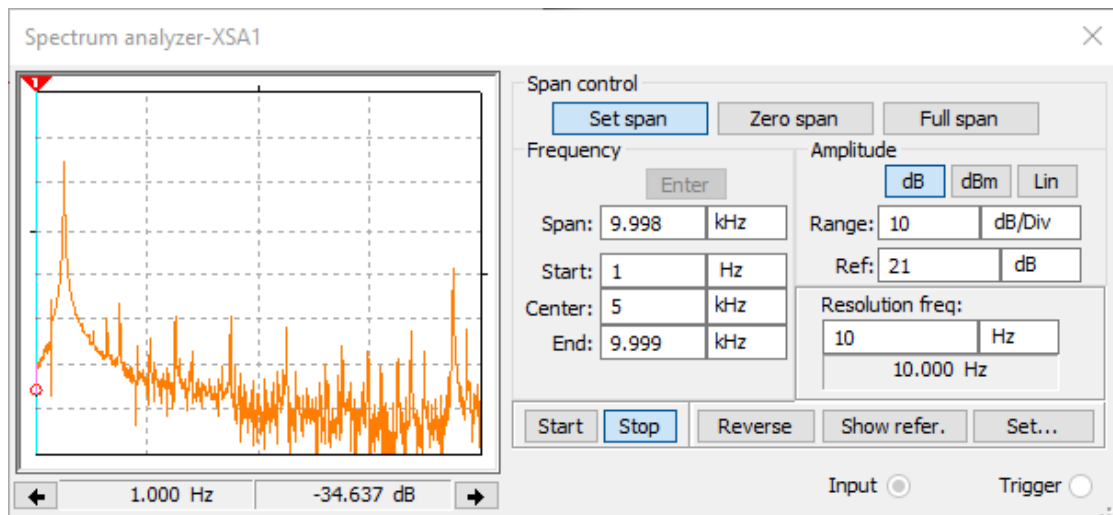 Spectrum analyzer-XSA1
1
Span control
Set span Zero span Full span
Frequency
Enter
Span: 9.998 kHz
Start: 1 Hz
Center: 5 kHz
End: 9.999 kHz
Amplitude
dB dBm Lin
Range: 10 dB/Div
Ref: 21 dB
Resolution freq:
10 Hz
10.000 Hz
Start Stop Reverse Show refer. Set...
1.000 Hz -34.637 dB
Input Trigger